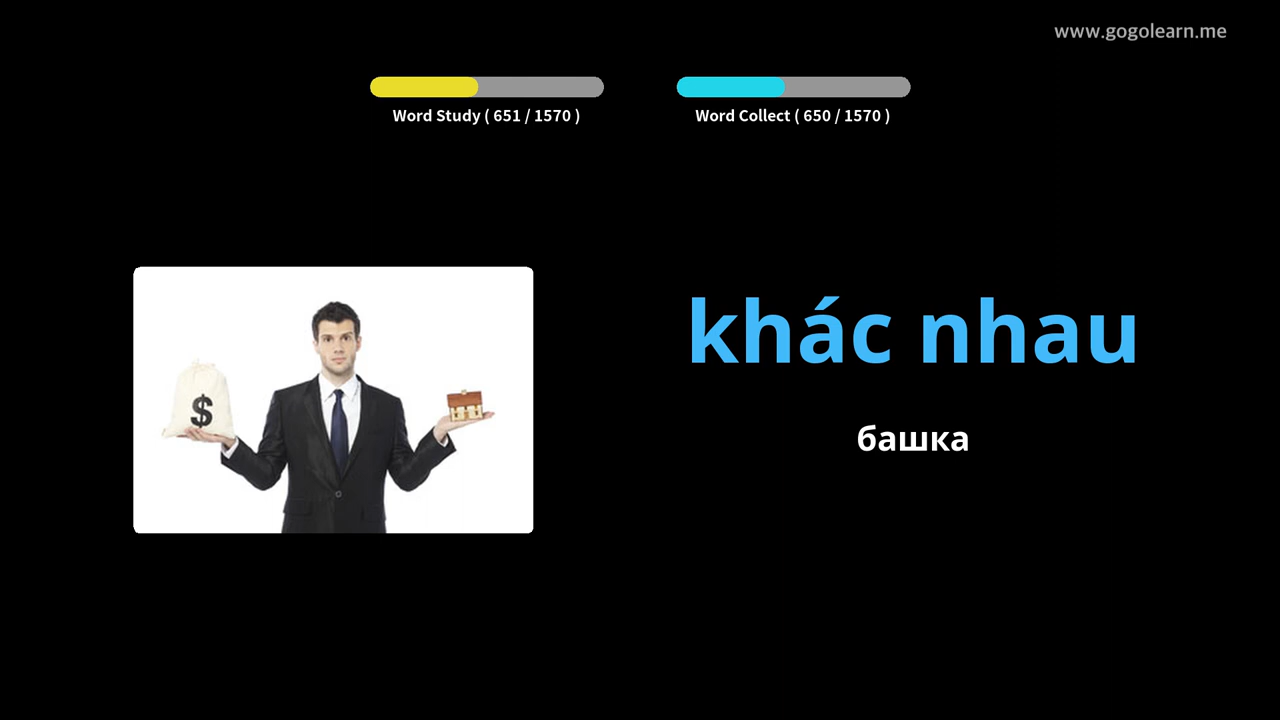 www.gogolearn.me
Word Study ( 651 / 1570 )
Word Collect ( 650 / 1570 )
$
khác nhau
башка